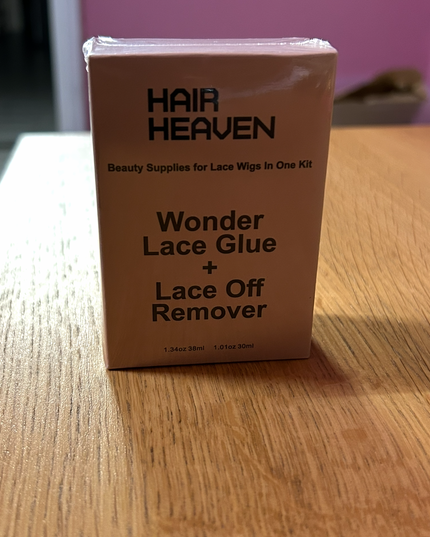 HAIR
HEAVEN
Beauty Supplies for Lace Wigs In One Kit
Wonder
Lace Glue
+
Lace Off
Remover
1.34oz 38ml 1.01oz 30ml